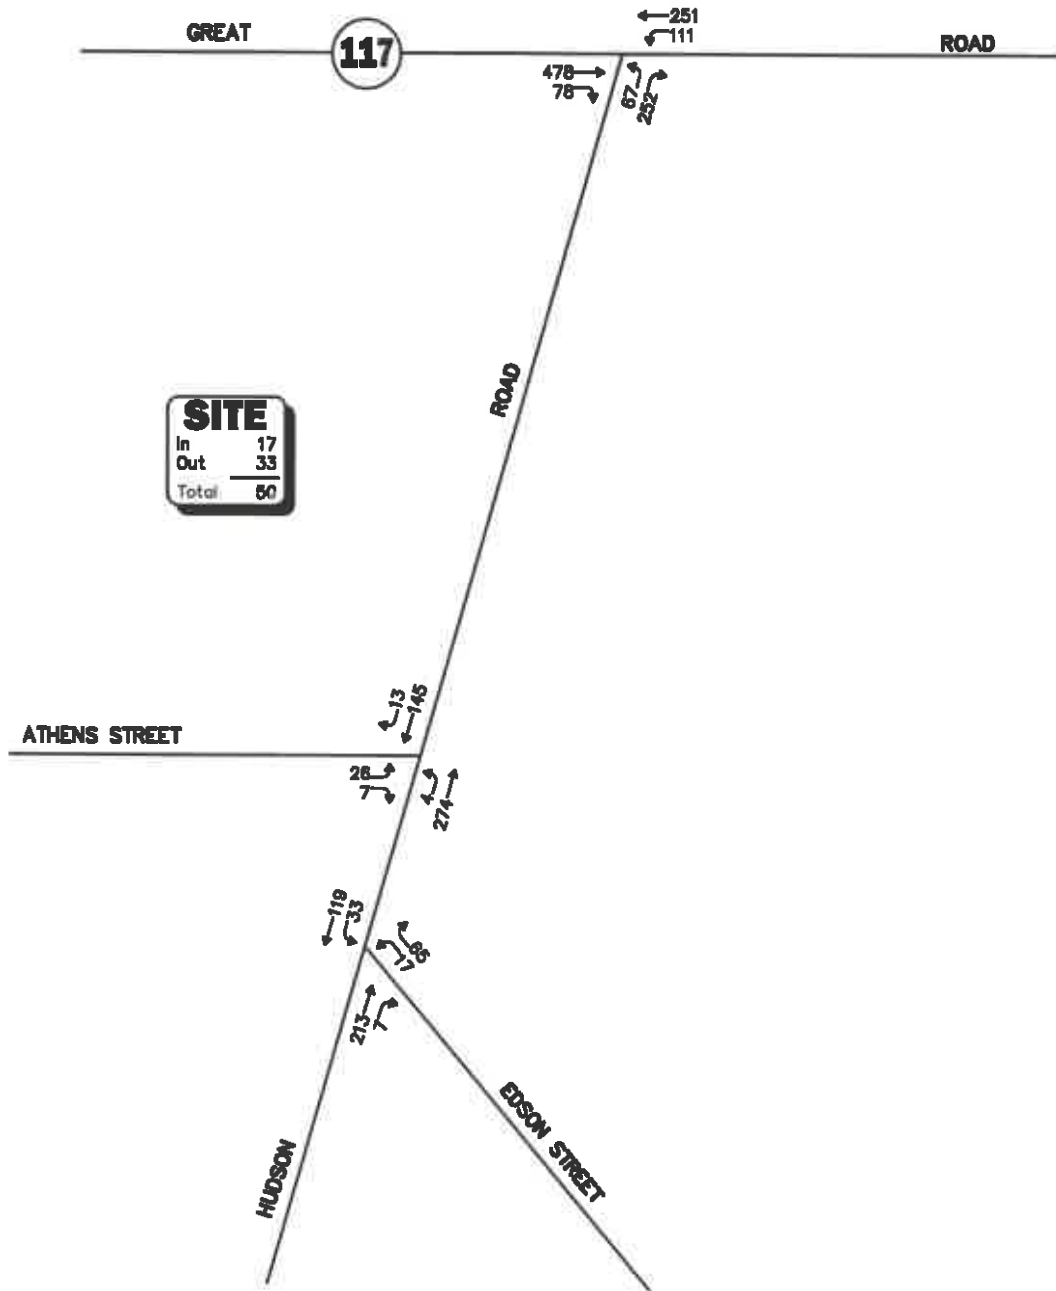 GREAT
117
251
111
ROAD
478
78
67
252
ROAD
SITE
In 17
Out 33
Total 50
13
145
ATHENS STREET
26
7
4
274
119
33
65
17
213
7
EDSON STREET
HUDSON